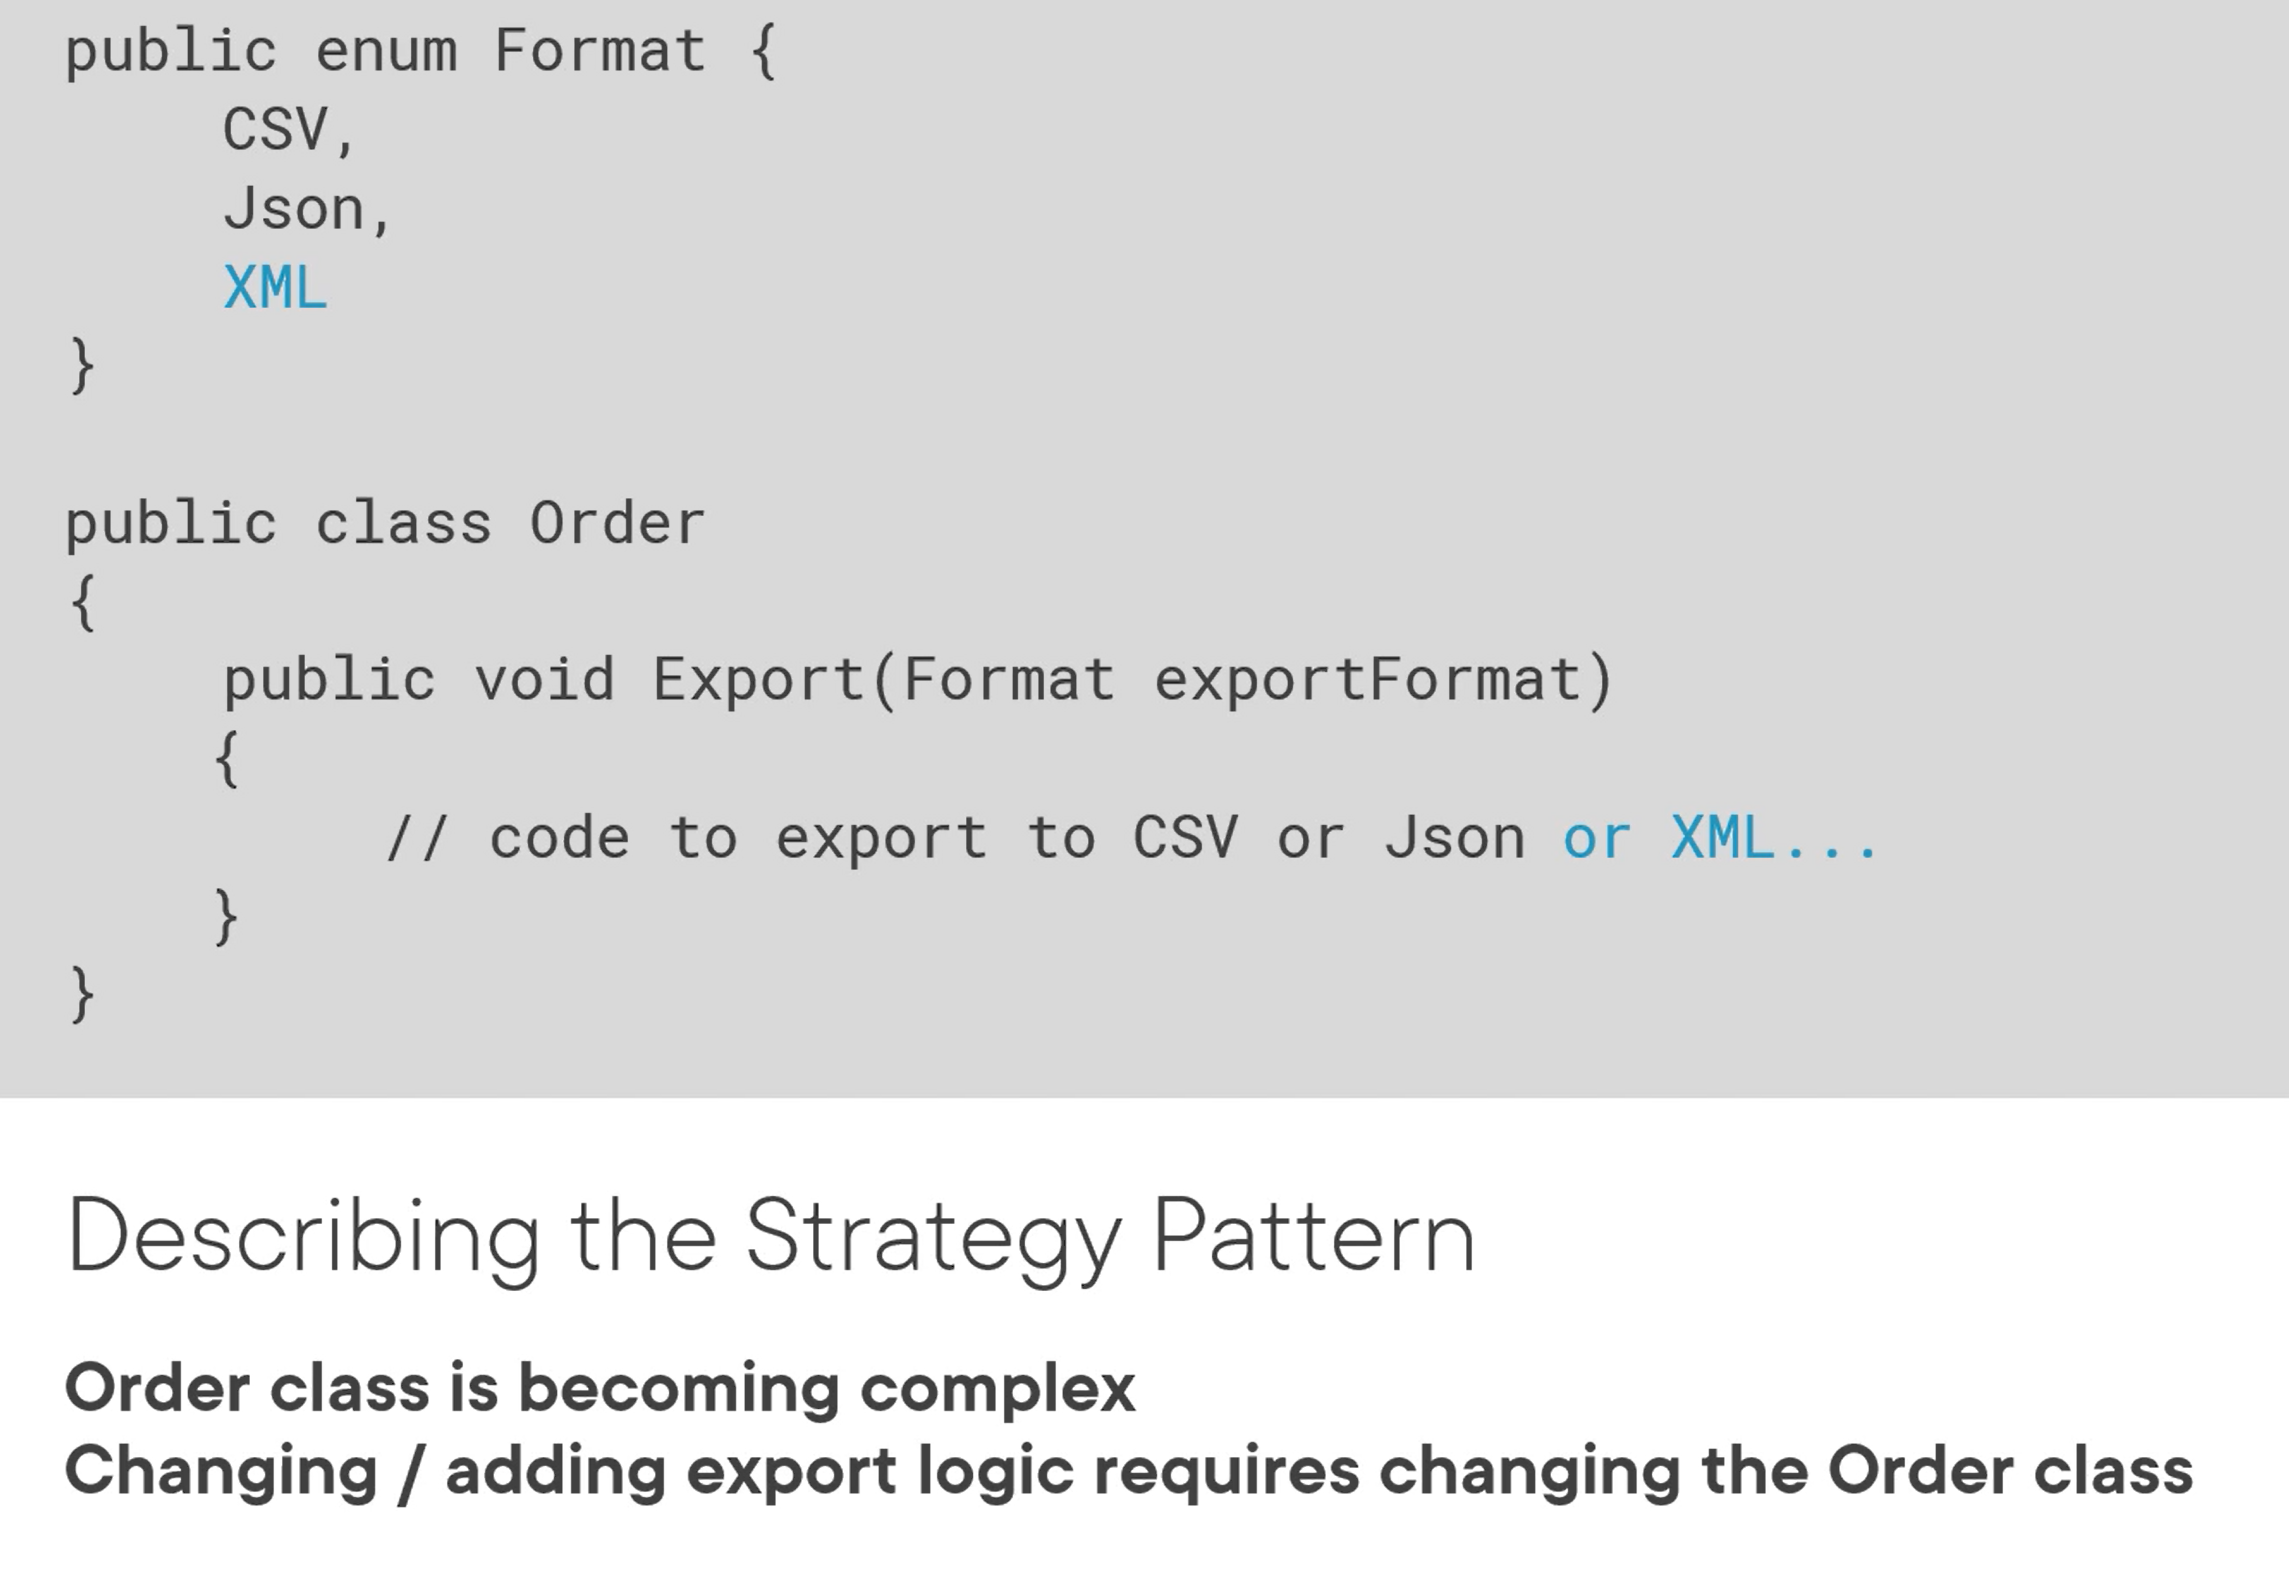 public enum Format {
CSV,
Json,
XML
}
public class Order
{
public void Export(Format exportFormat)
{
// code to export to CSV or Json or XML...
}
}
Describing the Strategy Pattern
Order class is becoming complex
Changing / adding export logic requires changing the Order class